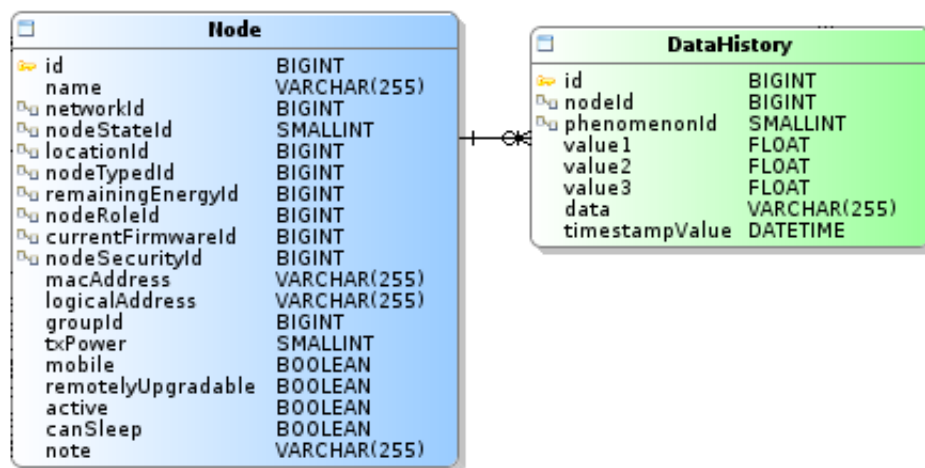 Node
id BIGINT
name VARCHAR(255)
networkId BIGINT
nodeStateId SMALLINT
locationId BIGINT
nodeTypedId BIGINT
remainingEnergyId BIGINT
nodeRoleId BIGINT
currentFirmwareId BIGINT
nodeSecurityId BIGINT
macAddress VARCHAR(255)
logicalAddress VARCHAR(255)
groupId BIGINT
txPower SMALLINT
mobile BOOLEAN
remotelyUpgradable BOOLEAN
active BOOLEAN
canSleep BOOLEAN
note VARCHAR(255)
DataHistory
id BIGINT
nodeId BIGINT
phenomenonId SMALLINT
value1 FLOAT
value2 FLOAT
value3 FLOAT
data VARCHAR(255)
timestampValue DATETIME